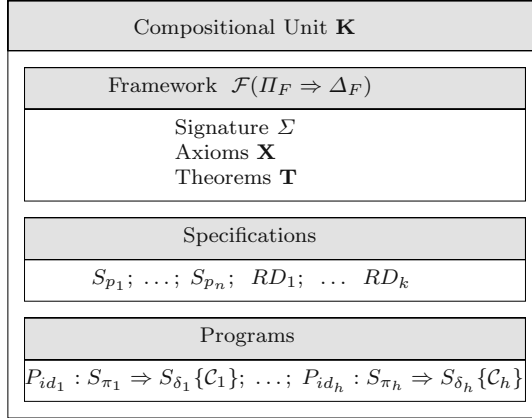 Compositional Unit K
Framework ℱ(Π_F ⇒ Δ_F)
Signature Σ
Axioms X
Theorems T
Specifications
S_{p_1}; …; S_{p_n}; RD_1; … RD_k
Programs
P_{id_1} : S_{π_1} ⇒ S_{δ_1}{𝒞_1}; …; P_{id_h} : S_{π_h} ⇒ S_{δ_h}{𝒞_h}